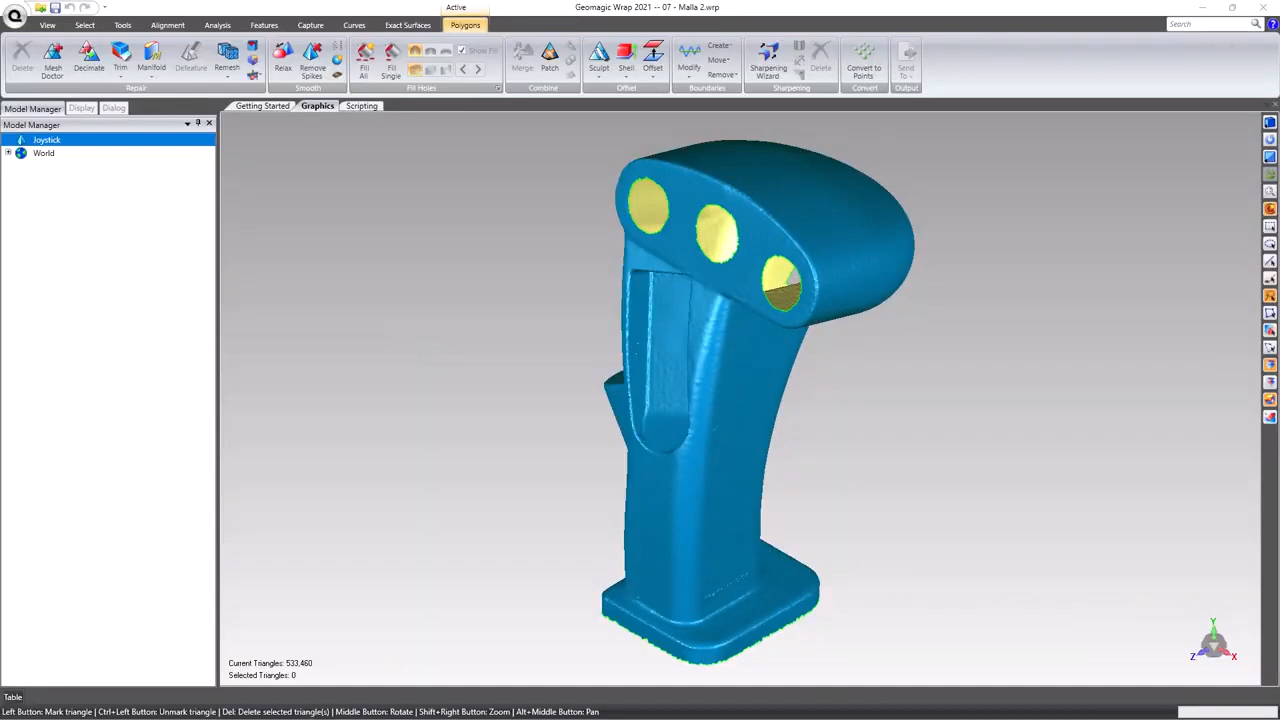 Active
Geomagic Wrap 2021 -- 07 - Malla 2.wrp
View Select Tools Alignment Analysis Features Capture Curves Exact Surfaces Polygons
Search
Delete Mesh Doctor Decimate Trim Manifold Defeature Remesh
Relax Remove Spikes
Fill All Fill Single Show Fill
Merge Patch
Sculpt Shell Offset
Modify Create Move Remove
Sharpening Wizard Delete
Convert to Points
Send To
Repair Smooth Fill Holes Combine Offset Boundaries Sharpening Convert Output
Model Manager Display Dialog
Getting Started Graphics Scripting
Model Manager
Joystick
World
Current Triangles: 533,460
Selected Triangles: 0
Y
Z X
Table
Left Button: Mark triangle | Ctrl+Left Button: Unmark triangle | Del: Delete selected triangle(s) | Middle Button: Rotate | Shift+Right Button: Zoom | Alt+Middle Button: Pan